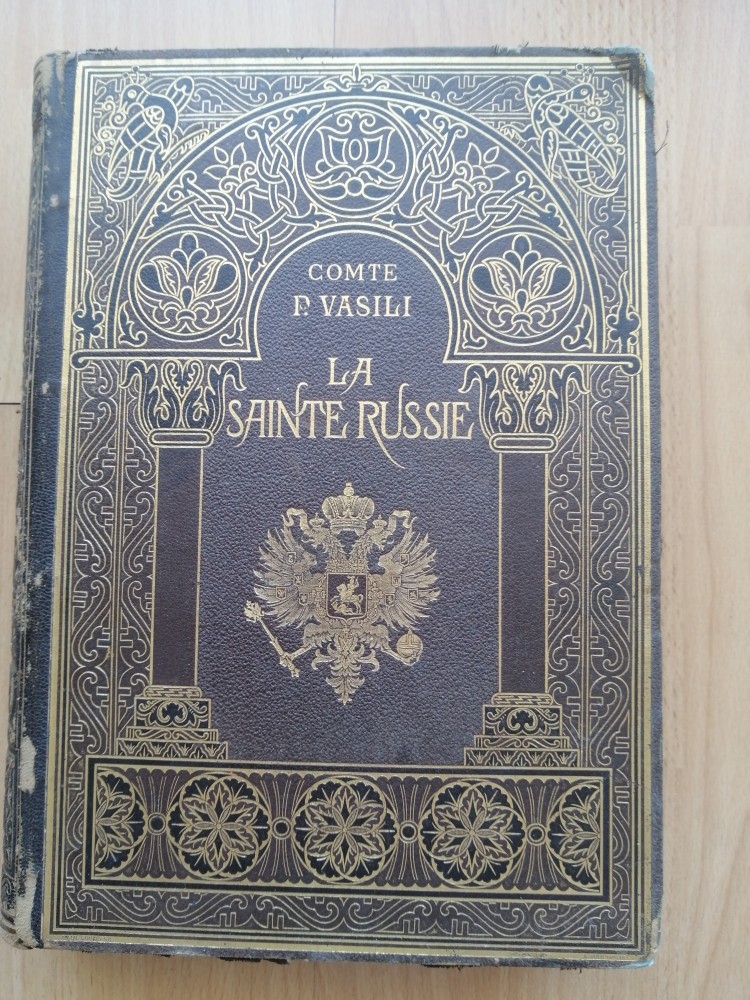 COMTE
P. VASILI
LA
SAINTE RUSSIE